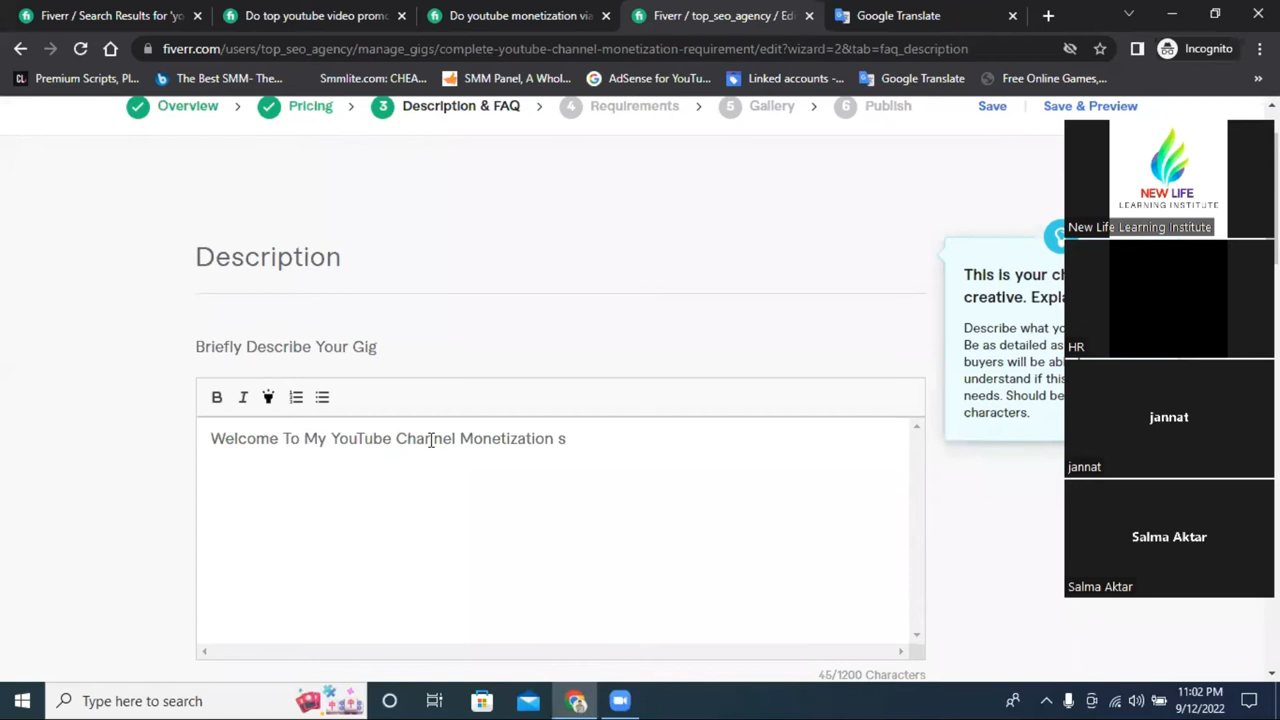 Fiverr / Search Results for 'yo
Do top youtube video promo
Do youtube monetization via
Fiverr / top_seo_agency / Edi
Google Translate
fiverr.com/users/top_seo_agency/manage_gigs/complete-youtube-channel-monetization-requirement/edit?wizard=2&tab=faq_description
Incognito
Premium Scripts, Pl...
The Best SMM- The...
Smmlite.com: CHEA...
SMM Panel, A Whol...
AdSense for YouTu...
Linked accounts -...
Google Translate
Free Online Games,...
»
Overview
Pricing
3 Description & FAQ
4 Requirements
5 Gallery
6 Publish
Save
Save & Preview
NEW LIFE
LEARNING INSTITUTE
New Life Learning Institute
Description
This is your ch
creative. Expla
Describe what yo
Be as detailed as
buyers will be ab
understand if this
needs. Should be
characters.
HR
Briefly Describe Your Gig
B I
Welcome To My YouTube Channel Monetization s
jannat
jannat
Salma Aktar
Salma Aktar
45/1200 Characters
Type here to search
11:02 PM
9/12/2022